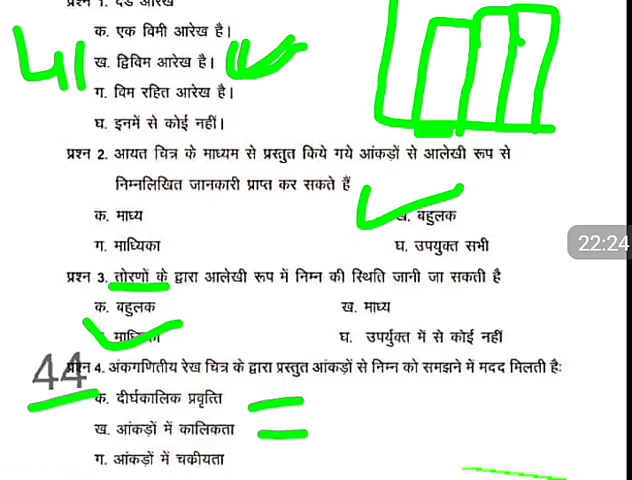 प्रश्न 1. दंड आरेख
क. एक विमी आरेख है।
ख. द्विविम आरेख है।
ग. विम रहित आरेख है।
घ. इनमें से कोई नहीं।
41
प्रश्न 2. आयत चित्र के माध्यम से प्रस्तुत किये गये आंकड़ों से आलेखी रूप से
निम्नलिखित जानकारी प्राप्त कर सकते हैं
क. माध्य ख. बहुलक
ग. माध्यिका घ. उपयुक्त सभी
22:24
प्रश्न 3. तोरणों के द्वारा आलेखी रूप में निम्न की स्थिति जानी जा सकती है
क. बहुलक ख. माध्य
माध्यिका घ. उपर्युक्त में से कोई नहीं
44
प्रश्न 4. अंकगणितीय रेख चित्र के द्वारा प्रस्तुत आंकड़ों से निम्न को समझने में मदद मिलती है:
क. दीर्घकालिक प्रवृत्ति
ख. आंकड़ों में कालिकता
ग. आंकड़ों में चक्रीयता